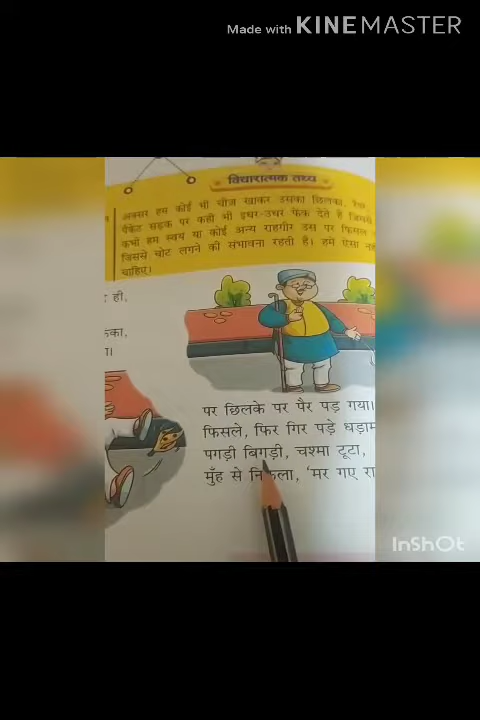 Made with KINEMASTER
विचारात्मक तथ्य
अक्सर हम कोई भी चीज खाकर उसका छिलका, रैपर,
पैकेट सड़क पर कहीं भी इधर-उधर फेंक देते हैं जिससे
कभी हम स्वयं या कोई अन्य राहगीर उस पर फिसल
जिससे चोट लगने की संभावना रहती है। हमें ऐसा नहीं
चाहिए।
ही,
पर छिलके पर पैर पड़ गया।
फिसले, फिर गिर पड़े धड़ाम
पगड़ी बिगड़ी, चश्मा टूटा,
मुँह से निकला, 'मर गए रा
InShOt